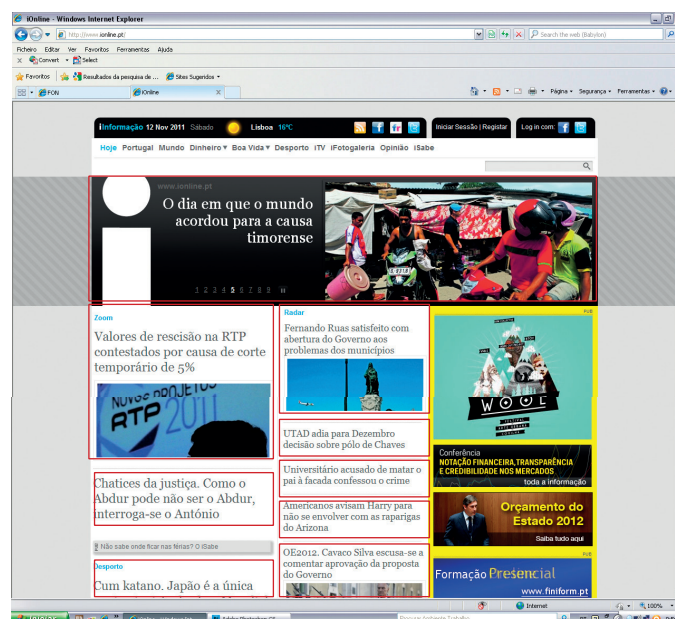 iOnline - Windows Internet Explorer
http://www.ionline.pt/
Search the web (Babylon)
Ficheiro Editar Ver Favoritos Ferramentas Ajuda
x Convert Select
Favoritos Resultados da pesquisa de ... Sites Sugeridos
FON iOnline X Página Segurança Ferramentas
iInformação 12 Nov 2011 Sábado Lisboa 16ºC Iniciar Sessão | Registar Log in com:
Hoje Portugal Mundo Dinheiro Boa Vida Desporto iTV iFotogaleria Opinião iSabe
www.ionline.pt
O dia em que o mundo
acordou para a causa
timorense
1 2 3 4 5 6 7 8 9
Zoom
Valores de rescisão na RTP
contestados por causa de corte
temporário de 5%
NOVOS PROJETOS
RTP 2011
Chatices da justiça. Como o
Abdur pode não ser o Abdur,
interroga-se o António
Não sabe onde ficar nas férias? O iSabe
Desporto
Cum katano. Japão é a única
Radar
Fernando Ruas satisfeito com
abertura do Governo aos
problemas dos municípios
UTAD adia para Dezembro
decisão sobre pólo de Chaves
Universitário acusado de matar o
pai à facada confessou o crime
Americanos avisam Harry para
não se envolver com as raparigas
do Arizona
OE2012. Cavaco Silva escusa-se a
comentar aprovação da proposta
do Governo
PUB
WOOL
Conferência
NOTAÇÃO FINANCEIRA, TRANSPARÊNCIA
E CREDIBILIDADE NOS MERCADOS
toda a informação
Orçamento do
Estado 2012
Saiba tudo aqui
PUB
Formação Presencial
www.finiform.pt
Internet 100%